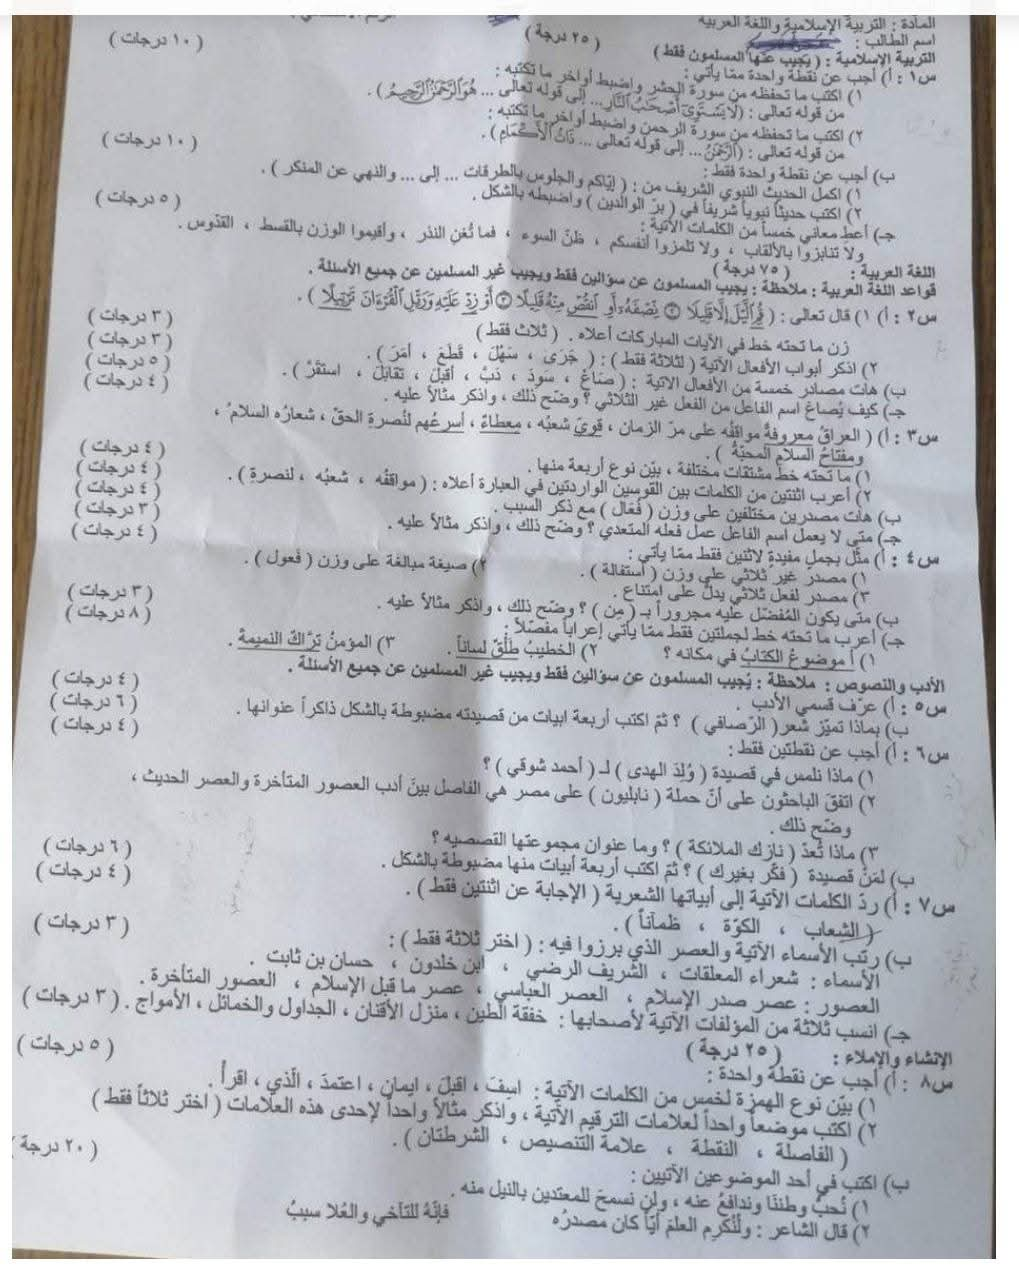 المادة : التربية الإسلامية واللغة العربية
اسم الطالب :
( ٢٥ درجة )
التربية الإسلامية : ( يجيب عنها المسلمون فقط )
س١ : أ) أجب عن نقطة واحدة ممّا يأتي : ( ١٠ درجات )
١) اكتب ما تحفظه من سورة الحشر واضبط أواخر ما تكتبه :
من قوله تعالى : (لَا يَسْتَوِي أَصْحَابُ النَّارِ ... إلى قوله تعالى ... هُوَ الرَّحْمَٰنُ الرَّحِيمُ ) .
٢) اكتب ما تحفظه من سورة الرحمن واضبط أواخر ما تكتبه :
من قوله تعالى : (الرَّحْمَٰنُ ... إلى قوله تعالى ... ذَاتُ الْأَكْمَامِ ) .
ب) أجب عن نقطة واحدة فقط : ( ١٠ درجات )
١) اكمل الحديث النبوي الشريف من : ( إيّاكم والجلوس بالطرقات ... إلى ... والنهي عن المنكر ) .
٢) اكتب حديثاً نبوياً شريفاً في ( برّ الوالدين ) واضبطه بالشكل .
جـ) أعطِ معاني خمساً من الكلمات الآتية : ( ٥ درجات )
ولا تنابزوا بالألقاب ، ولا تلمزوا أنفسكم ، ظنّ السوء ، فما تُغنِ النذر ، وأقيموا الوزن بالقسط ، القدّوس .
اللغة العربية : ( ٧٥ درجة )
قواعد اللغة العربية : ملاحظة : يجيب المسلمون عن سؤالين فقط ويجيب غير المسلمين عن جميع الأسئلة .
س٢ : أ) ١) قال تعالى : ( قُمِ اللَّيْلَ إِلَّا قَلِيلًا ۝٢ نِصْفَهُ أَوِ انقُصْ مِنْهُ قَلِيلًا ۝٣ أَوْ زِدْ عَلَيْهِ وَرَتِّلِ الْقُرْآنَ تَرْتِيلًا ) .
زن ما تحته خط في الآيات المباركات أعلاه . ( ثلاث فقط ) ( ٣ درجات )
٢) اذكر أبواب الأفعال الآتية ( لثلاثة فقط ) : ( جَرَى ، سَهُلَ ، قَطَعَ ، أمَرَ ) . ( ٣ درجات )
ب) هات مصادر خمسة من الأفعال الآتية : ( صَاغَ ، سَودَ ، ذبَّ ، أقبلَ ، تقابلَ ، استقرَّ ) . ( ٥ درجات )
جـ) كيف يُصاغ اسم الفاعل من الفعل غير الثلاثي ؟ وضّح ذلك ، واذكر مثالاً عليه . ( ٤ درجات )
س٣ : أ) ( العراقُ معروفةٌ مواقفُه على مرّ الزمان ، قويٌ شعبُه ، معطاءٌ ، أسرعُهم لنُصرةِ الحقّ ، شعارُه السلامُ ،
ومفتاحُ السلامِ المحبّةُ ) .
١) ما تحته خط مشتقات مختلفة ، بيّن نوع أربعة منها . ( ٤ درجات )
٢) أعرب اثنتين من الكلمات بين القوسين الواردتين في العبارة أعلاه : ( مواقفُه ، شعبُه ، لنصرةِ ) . ( ٤ درجات )
ب) هات مصدرين مختلفين على وزن ( فُعَال ) مع ذكر السبب . ( ٤ درجات )
جـ) متى لا يعمل اسم الفاعل عمل فعله المتعدي ؟ وضّح ذلك ، واذكر مثالاً عليه . ( ٣ درجات )
س٤ : أ) مثّل بجمل مفيدةٍ لاثنين فقط ممّا يأتي : ( ٤ درجات )
١) مصدر غير ثلاثي على وزن ( استفالة ) . ٢) صيغة مبالغة على وزن ( فَعول ) .
٣) مصدر لفعل ثلاثي يدلّ على امتناع .
ب) متى يكون المُفضّل عليه مجروراً بـ ( مِن ) ؟ وضّح ذلك ، واذكر مثالاً عليه . ( ٣ درجات )
جـ) أعرب ما تحته خط لجملتين فقط ممّا يأتي إعراباً مفصّلاً : ( ٨ درجات )
١) أ موضوعٌ الكتابُ في مكانه ؟ ٢) الخطيبُ طَلْقٌ لساناً . ٣) المؤمنُ ترّاكٌ النميمةَ .
الأدب والنصوص : ملاحظة : يُجيب المسلمون عن سؤالين فقط ويجيب غير المسلمين عن جميع الأسئلة .
س٥ : أ) عرّف قسمي الأدب . ( ٤ درجات )
ب) بماذا تميّز شعر ( الرّصافي ) ؟ ثمّ اكتب أربعة ابيات من قصيدته مضبوطة بالشكل ذاكراً عنوانها . ( ٦ درجات )
س٦ : أ) أجب عن نقطتين فقط : ( ٤ درجات )
١) ماذا نلمس في قصيدة ( وُلِدَ الهدى ) لـ ( أحمد شوقي ) ؟
٢) اتفقَ الباحثون على أنّ حملة ( نابليون ) على مصر هي الفاصل بينَ أدب العصور المتأخرة والعصر الحديث ،
وضّح ذلك .
٣) ماذا تُعدّ ( نازك الملائكة ) ؟ وما عنوان مجموعتها القصصيه ؟
ب) لمَنْ قصيدة ( فكّر بغيرك ) ؟ ثمّ اكتب أربعة أبيات منها مضبوطة بالشكل . ( ٦ درجات )
س٧ : أ) ردّ الكلمات الآتية إلى أبياتها الشعرية ( الإجابة عن اثنتين فقط ) . ( ٤ درجات )
( الشعاب ، الكوّة ، ظمآناً ) .
ب) رتّب الأسماء الآتية والعصر الذي برزوا فيه : ( اختر ثلاثة فقط ) : ( ٣ درجات )
الأسماء : شعراء المعلقات ، الشريف الرضي ، ابن خلدون ، حسان بن ثابت .
العصور : عصر صدر الإسلام ، العصر العباسي ، عصر ما قبل الإسلام ، العصور المتأخرة .
جـ) انسب ثلاثة من المؤلفات الآتية لأصحابها : خفقة الطين ، منزل الأقنان ، الجداول والخمائل ، الأمواج . ( ٣ درجات )
الإنشاء والإملاء : ( ٢٥ درجة )
س٨ : أ) أجب عن نقطة واحدة : ( ٥ درجات )
١) بيّن نوع الهمزة لخمس من الكلمات الآتية : اسِفَ ، اقبلَ ، ايمان ، اعتمدَ ، الّذي ، اقرأ .
٢) اكتب موضعاً واحداً لعلامات الترقيم الآتية ، واذكر مثالاً واحداً لإحدى هذه العلامات ( اختر ثلاثاً فقط )
( الفاصلة ، النقطة ، علامة التنصيص ، الشرطتان ) .
ب) اكتب في أحد الموضوعين الآتيين : ( ٢٠ درجة )
١) نُحبُّ وطننا وندافعُ عنه ، ولن نسمحَ للمعتدين بالنيل منه .
٢) قال الشاعر : ولْنُكرِم العلمَ أيّاً كان مصدرُه فإنّهُ للتآخي والعُلا سببُ